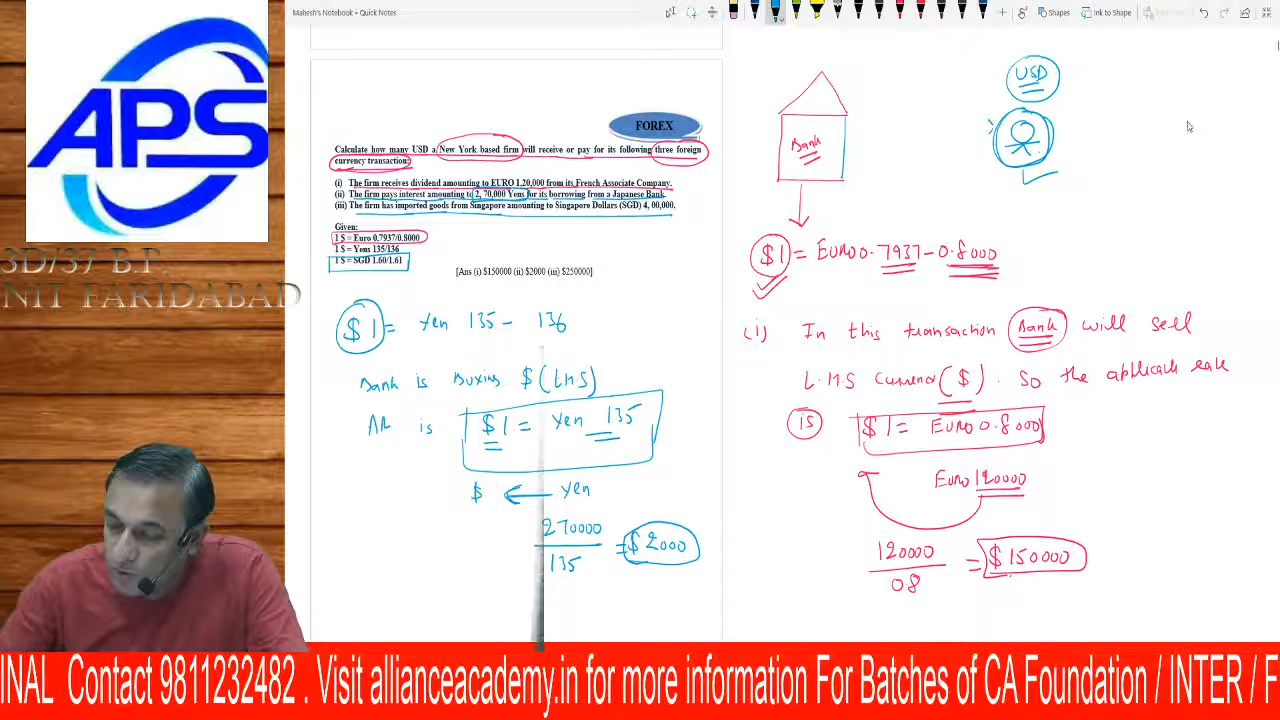 Mahesh's Notebook » Quick Notes
Shapes
Ink to Shape
APS
3D/37 B.P.
NIT FARIDABAD
FOREX
Calculate how many USD a New York based firm will receive or pay for its following three foreign
currency transaction:
(i) The firm receives dividend amounting to EURO 1,20,000 from its French Associate Company.
(ii) The firm pays interest amounting to 2, 70,000 Yens for its borrowing from a Japanese Bank.
(iii) The firm has imported goods from Singapore amounting to Singapore Dollars (SGD) 4, 00,000.
Given:
1 $ = Euro 0.7937/0.8000
1 $ = Yens 135/136
1 $ = SGD 1.60/1.61
[Ans (i) $150000 (ii) $2000 (iii) $250000]
$1 = Yen 135 - 136
Bank is Buying $ (LHS)
AR is $1 = Yen 135
$ ← Yen
270000
135
= $2000
Bank
USD
$1 = EURO 0.7937 - 0.8000
(i) In this transaction Bank will sell
L.H.S currency ($). So the applicable rate
is $1 = EURO 0.8000
EURO 120000
120000
08
= $150000
INAL Contact 9811232482 . Visit allianceacademy.in for more information For Batches of CA Foundation / INTER / F